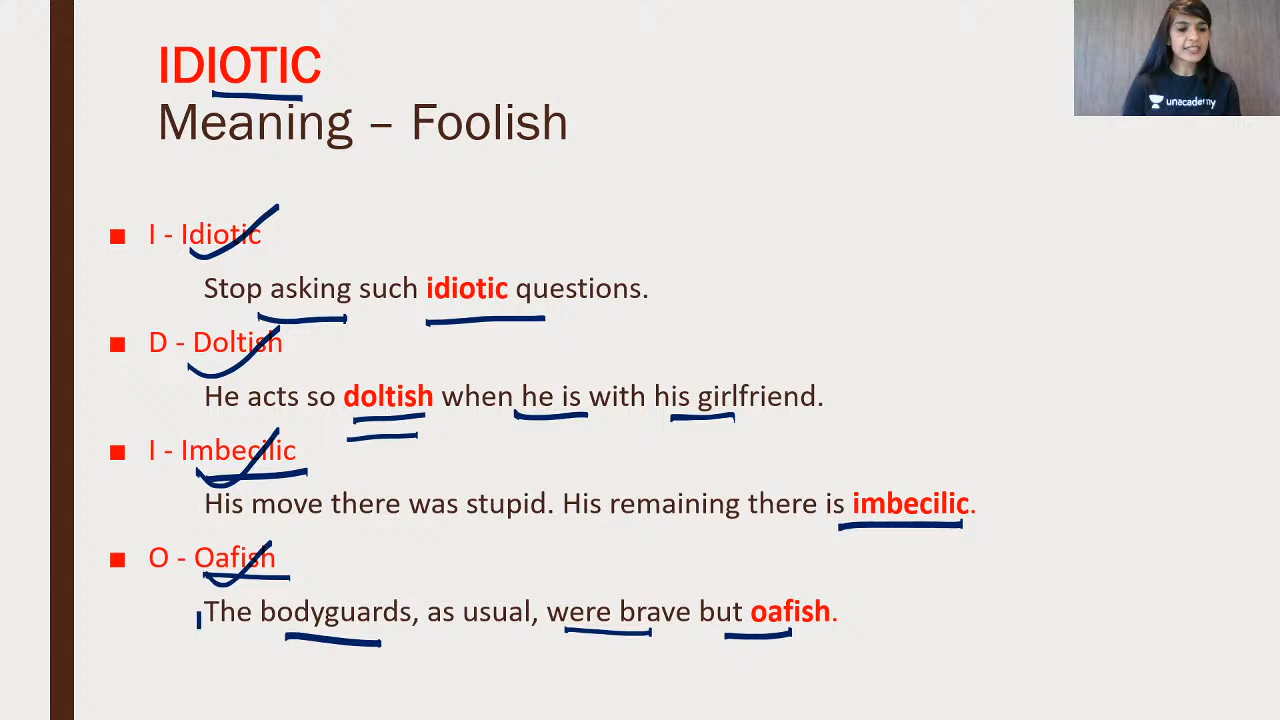 IDIOTIC
Meaning – Foolish
unacademy
■ I - Idiotic
Stop asking such idiotic questions.
■ D - Doltish
He acts so doltish when he is with his girlfriend.
■ I - Imbecilic
His move there was stupid. His remaining there is imbecilic.
■ O - Oafish
The bodyguards, as usual, were brave but oafish.